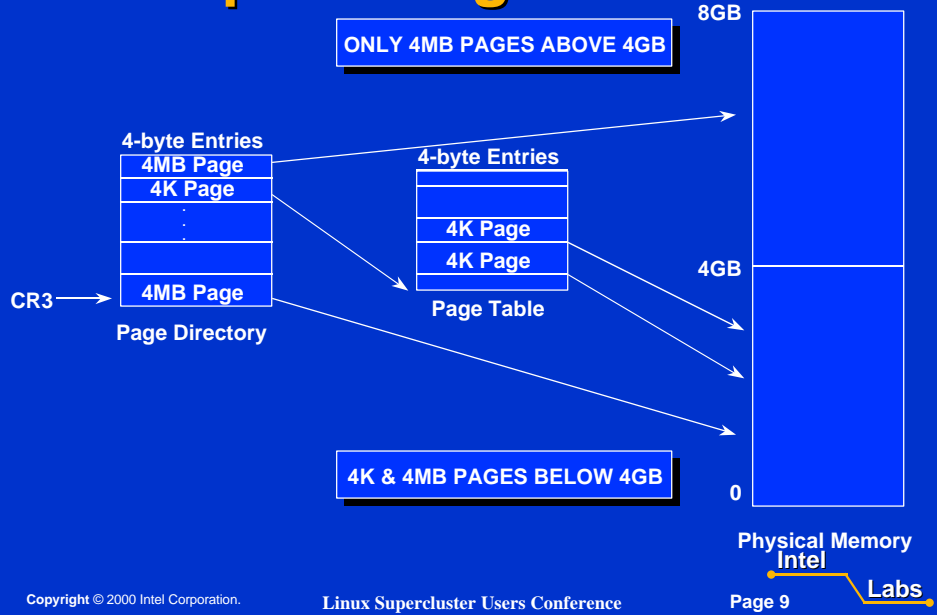 8GB
ONLY 4MB PAGES ABOVE 4GB
4-byte Entries
4MB Page
4K Page
.
.
.
4MB Page
CR3
Page Directory
4-byte Entries
4K Page
4K Page
Page Table
4GB
4K & 4MB PAGES BELOW 4GB
0
Physical Memory
Intel
Labs
Copyright © 2000 Intel Corporation.
Linux Supercluster Users Conference
Page 9